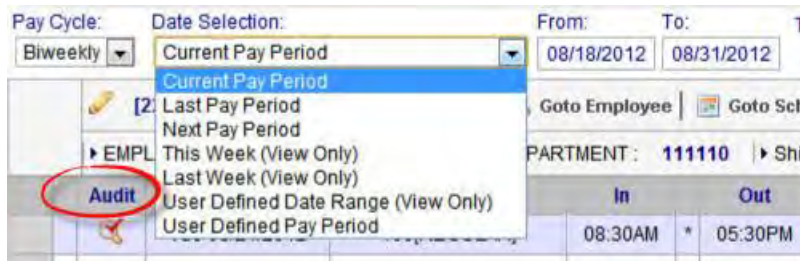 Pay Cycle: Date Selection: From: To:
Biweekly Current Pay Period 08/18/2012 08/31/2012
Current Pay Period
Last Pay Period Goto Employee Goto
Next Pay Period
This Week (View Only) 111110
Last Week (View Only)
Audit User Defined Date Range (View Only) In Out
User Defined Pay Period 08:30AM * 05:30PM